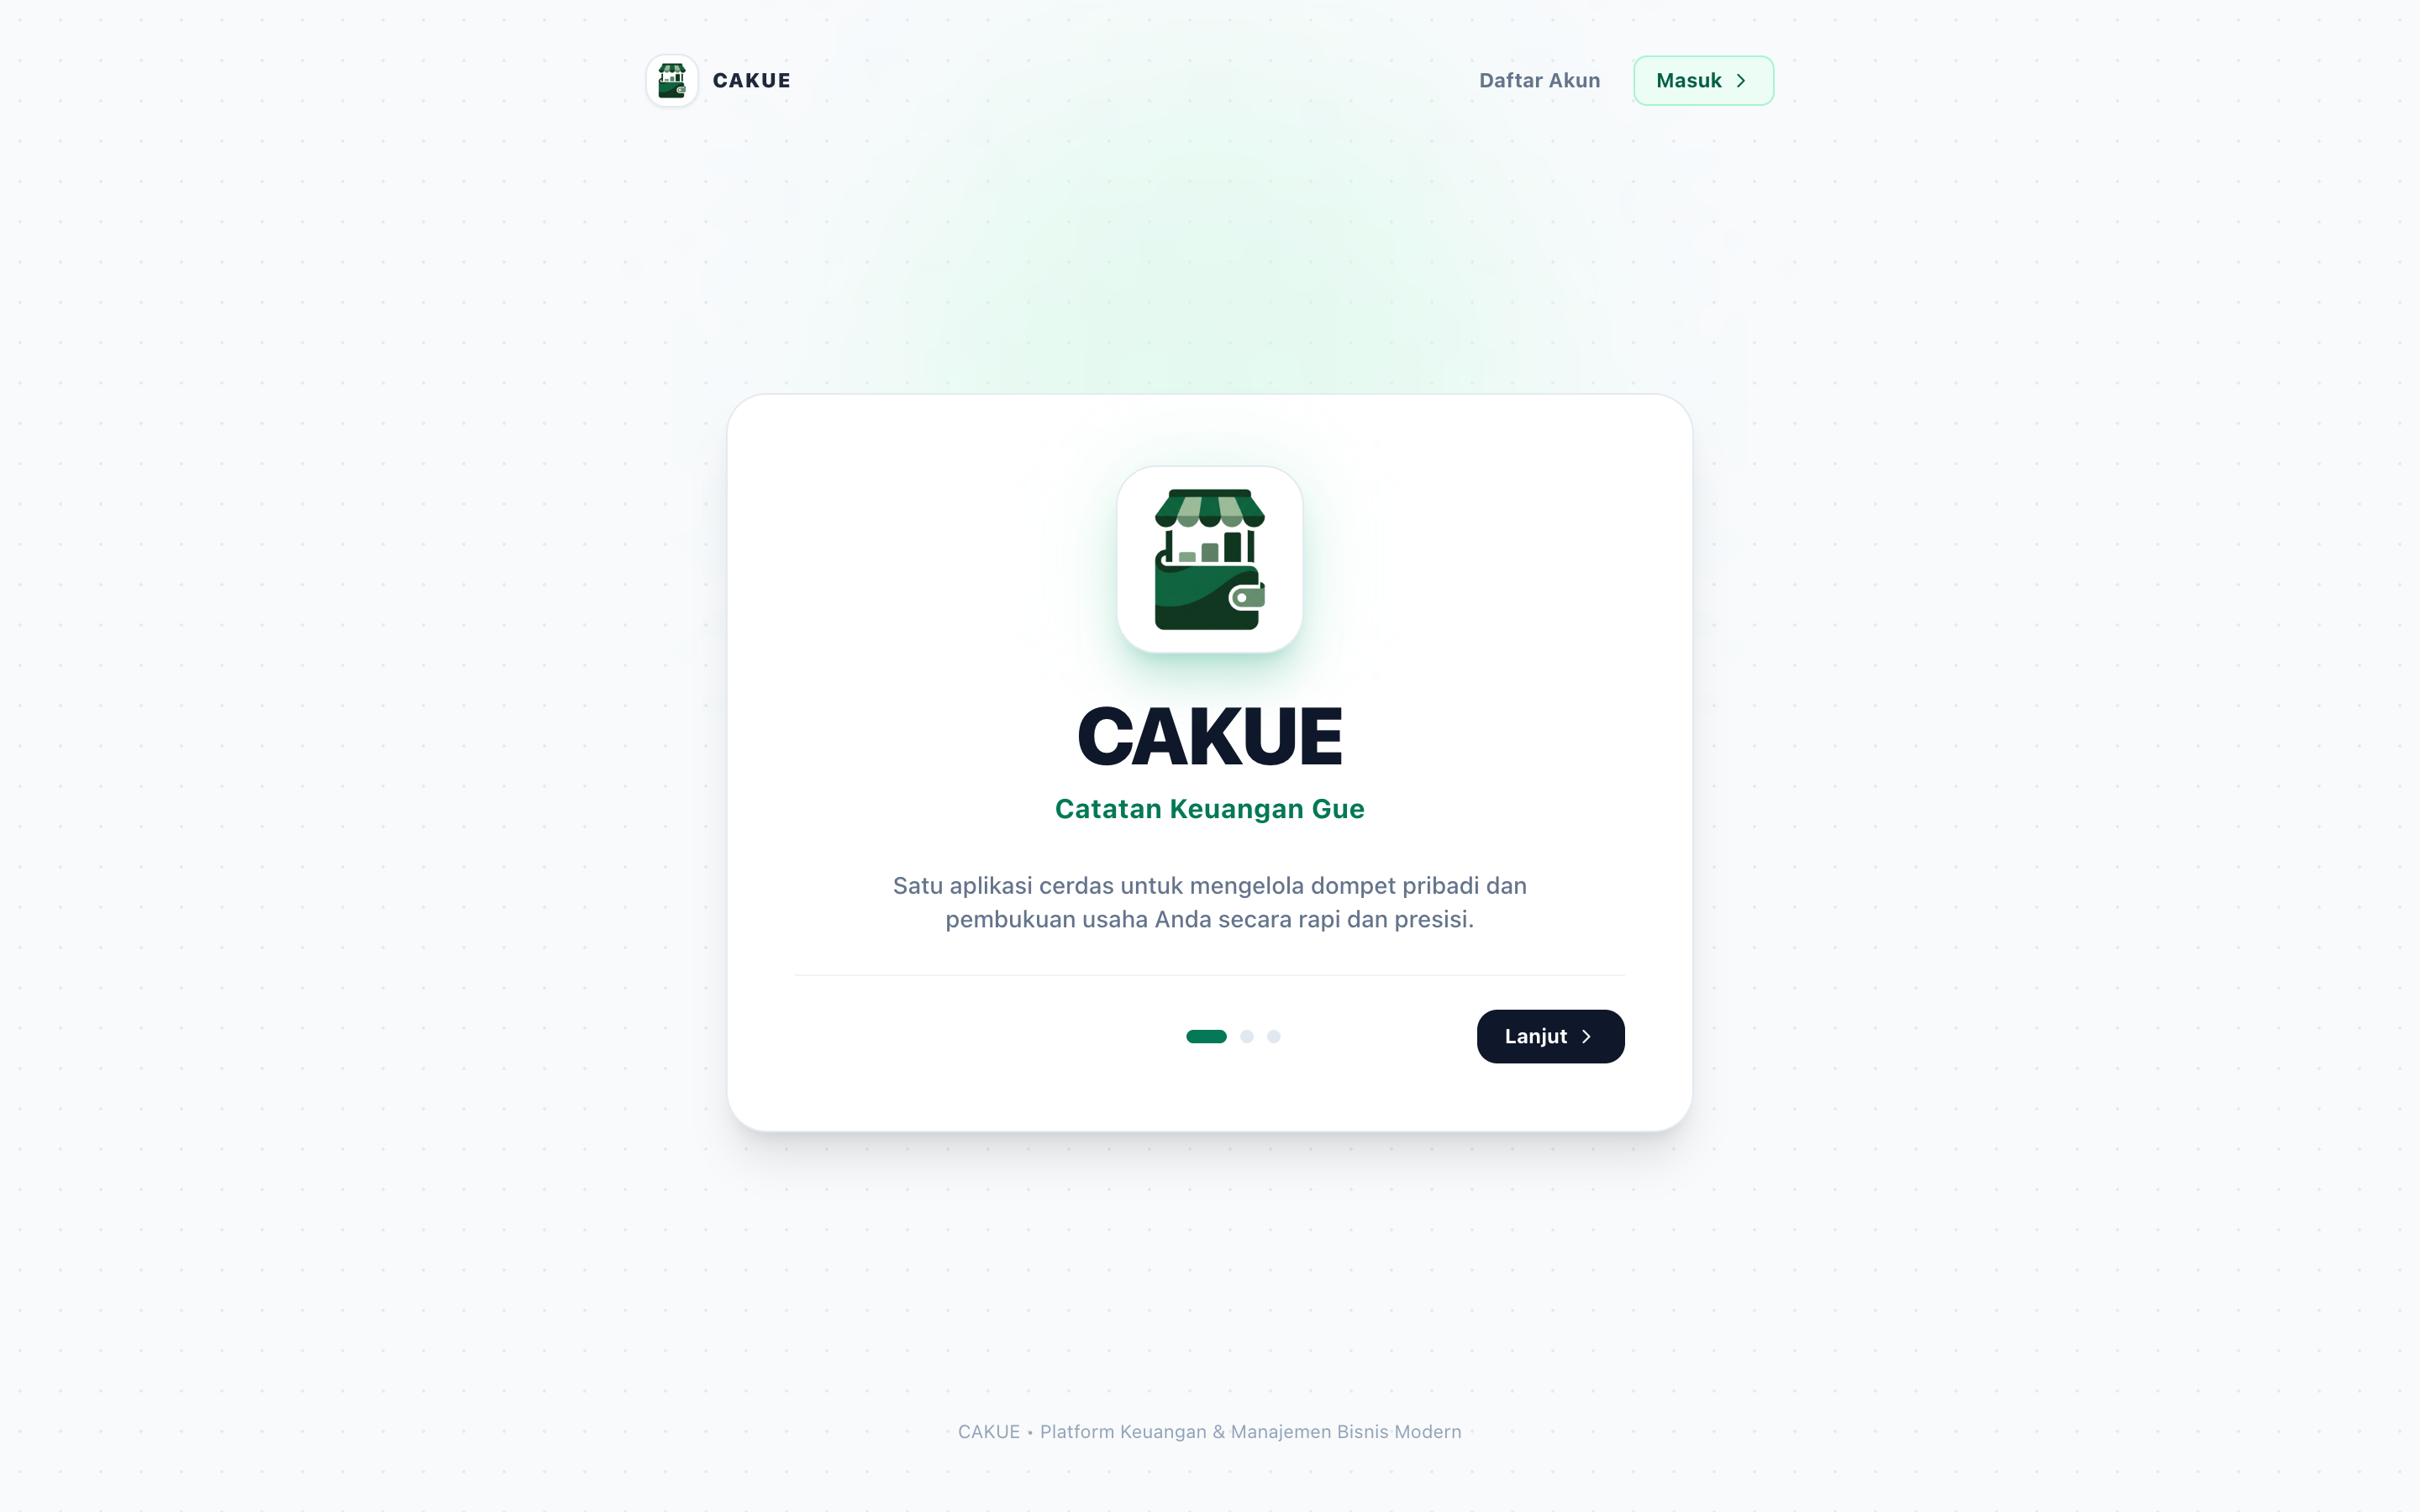 CAKUE
Daftar Akun
Masuk
CAKUE
Catatan Keuangan Gue
Satu aplikasi cerdas untuk mengelola dompet pribadi dan
pembukuan usaha Anda secara rapi dan presisi.
Lanjut
CAKUE • Platform Keuangan & Manajemen Bisnis Modern